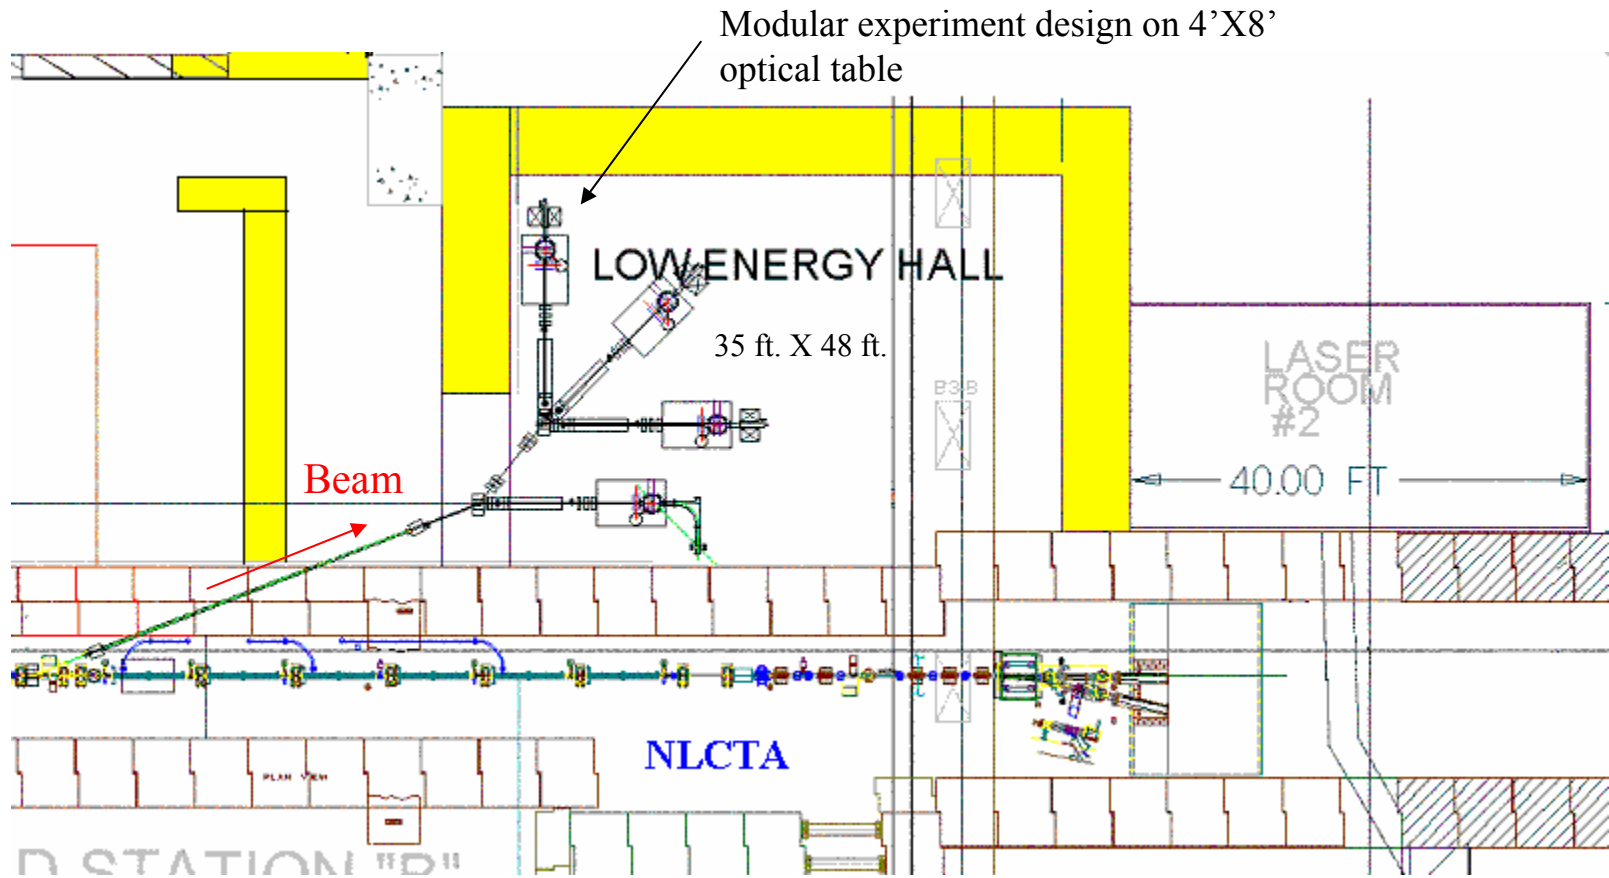 Modular experiment design on 4’X8’
optical table
LOW ENERGY HALL
35 ft. X 48 ft.
LASER
ROOM
#2
B3-B
40.00 FT
Beam
NLCTA
PLAN VIEW
D STATION "B"